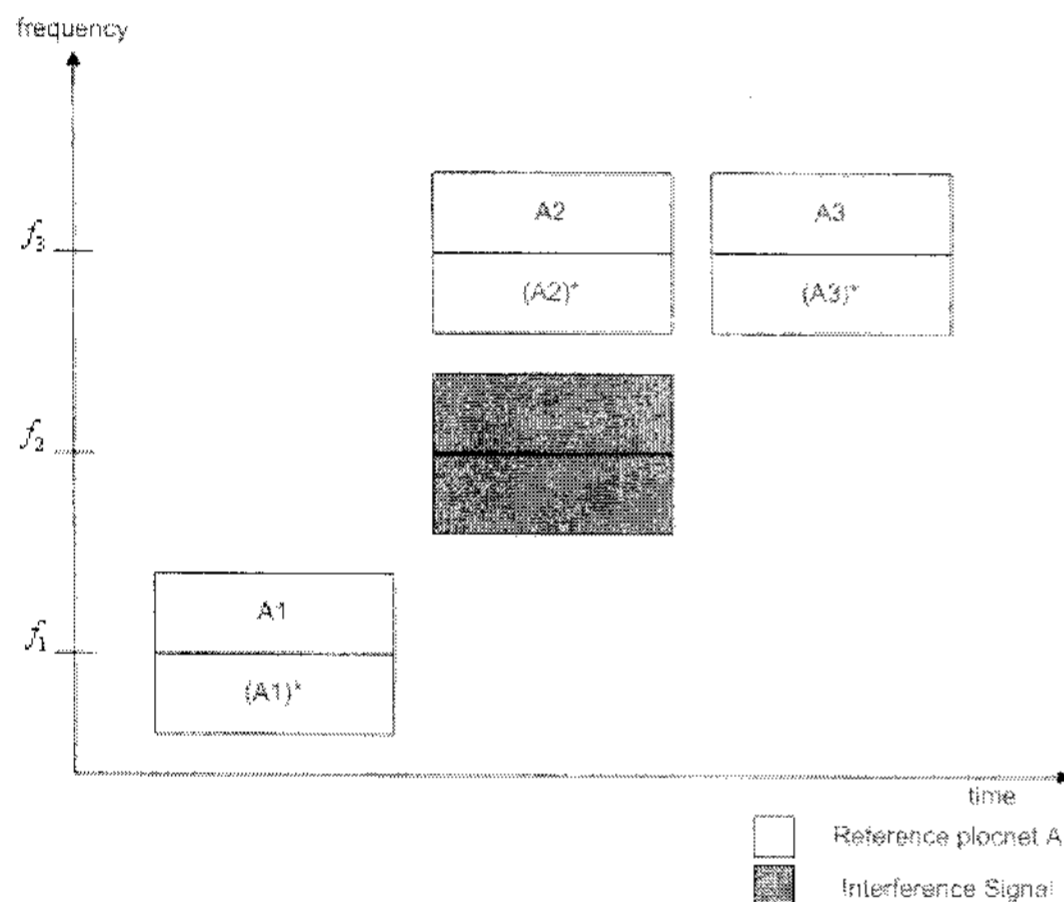 frequency
A2
A3
f3
(A2)*
(A3)*
f2
A1
f1
(A1)*
time
Reference plocnet A
Interference Signal